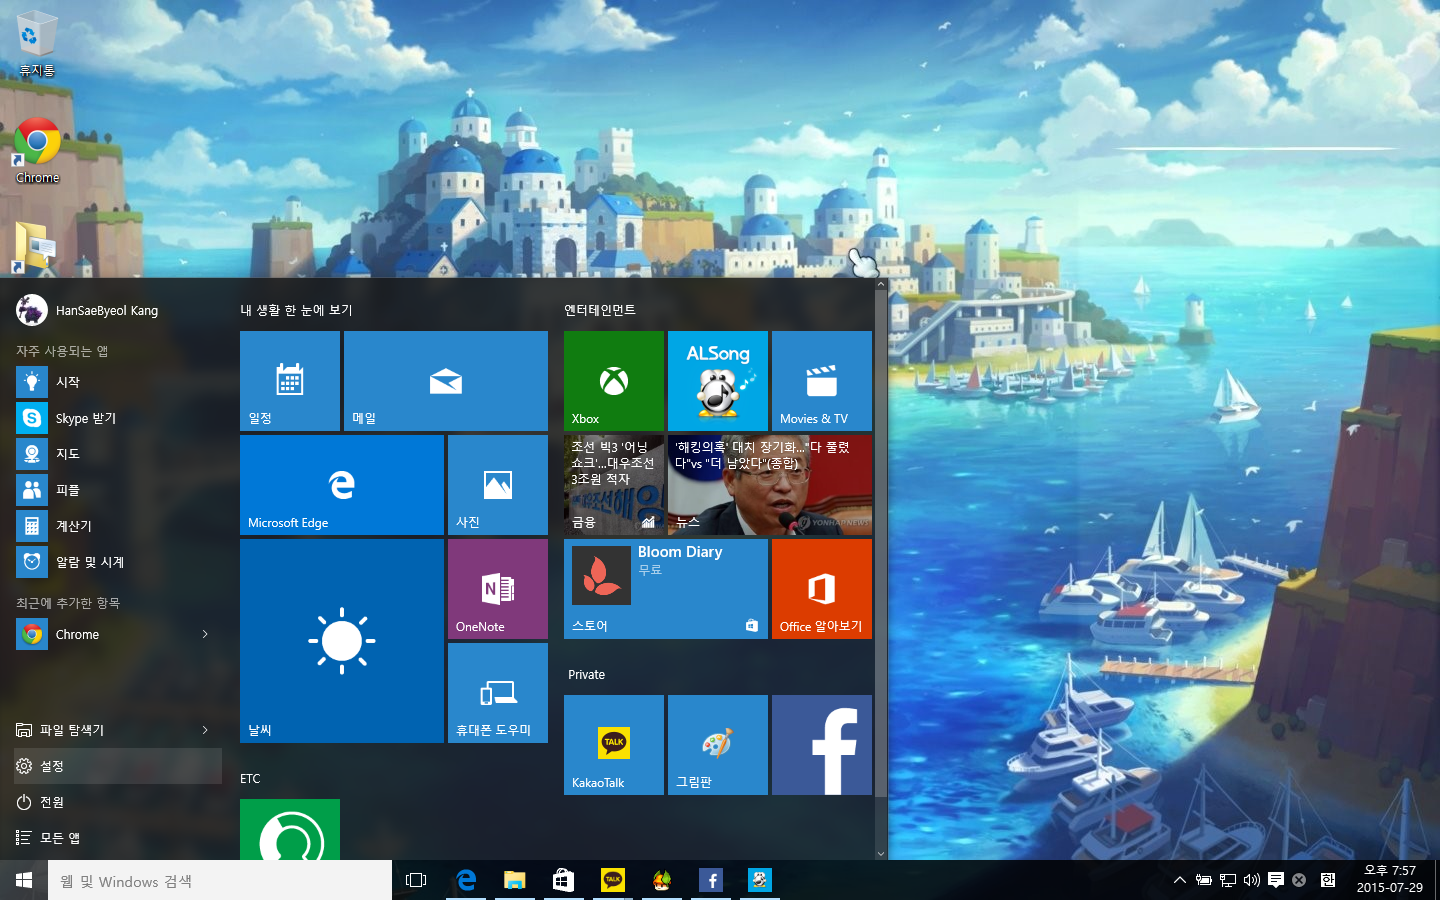 휴지통
Chrome
HanSaeByeol Kang
자주 사용되는 앱
시작
Skype 받기
지도
피플
계산기
알람 및 시계
최근에 추가한 항목
Chrome
파일 탐색기
설정
전원
모든 앱
내 생활 한 눈에 보기
일정
메일
Microsoft Edge
사진
날씨
OneNote
휴대폰 도우미
ETC
엔터테인먼트
Xbox
ALSong
Movies & TV
조선 빅3 '어닝
쇼크'...대우조선
3조원 적자
금융
'해킹의혹' 대치 장기화..."다 풀렸
다"vs "더 남았다"(종합)
YONHAPNEWS
뉴스
Bloom Diary
무료
스토어
Office 알아보기
Private
TALK
KakaoTalk
그림판
웹 및 Windows 검색
TALK
한
오후 7:57
2015-07-29